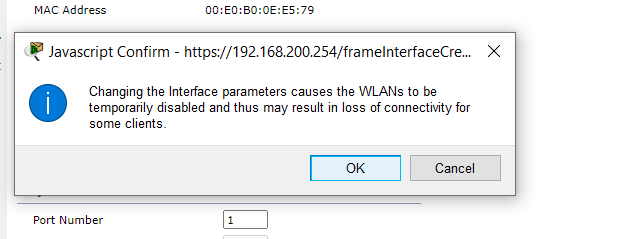 MAC Address 00:E0:B0:0E:E5:79
Javascript Confirm - https://192.168.200.254/frameInterfaceCre...
Changing the Interface parameters causes the WLANs to be
temporarily disabled and thus may result in loss of connectivity for
some clients.
OK Cancel
Port Number 1